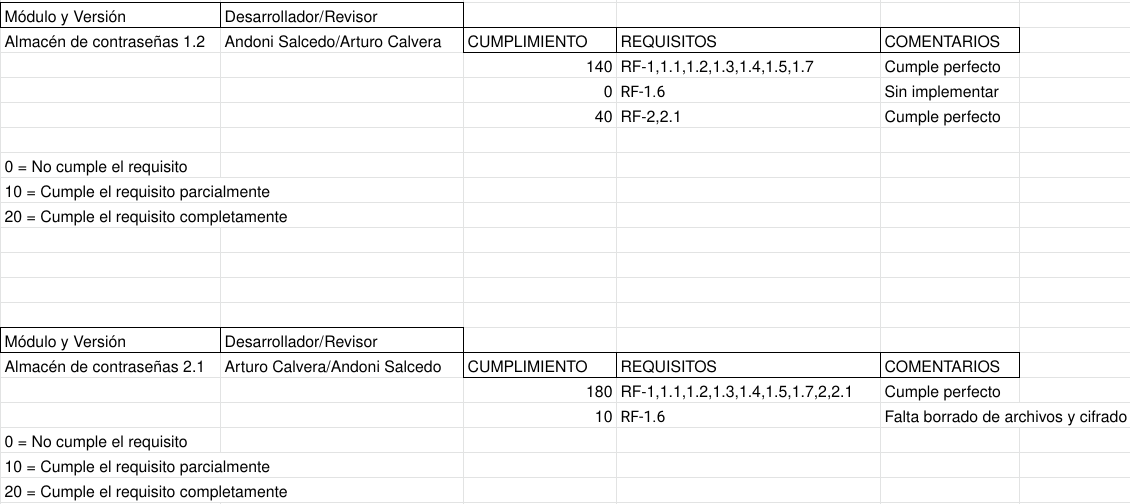 Módulo y Versión Desarrollador/Revisor
Almacén de contraseñas 1.2 Andoni Salcedo/Arturo Calvera CUMPLIMIENTO REQUISITOS COMENTARIOS
140 RF-1,1.1,1.2,1.3,1.4,1.5,1.7 Cumple perfecto
0 RF-1.6 Sin implementar
40 RF-2,2.1 Cumple perfecto
0 = No cumple el requisito
10 = Cumple el requisito parcialmente
20 = Cumple el requisito completamente
Módulo y Versión Desarrollador/Revisor
Almacén de contraseñas 2.1 Arturo Calvera/Andoni Salcedo CUMPLIMIENTO REQUISITOS COMENTARIOS
180 RF-1,1.1,1.2,1.3,1.4,1.5,1.7,2,2.1 Cumple perfecto
10 RF-1.6 Falta borrado de archivos y cifrado
0 = No cumple el requisito
10 = Cumple el requisito parcialmente
20 = Cumple el requisito completamente